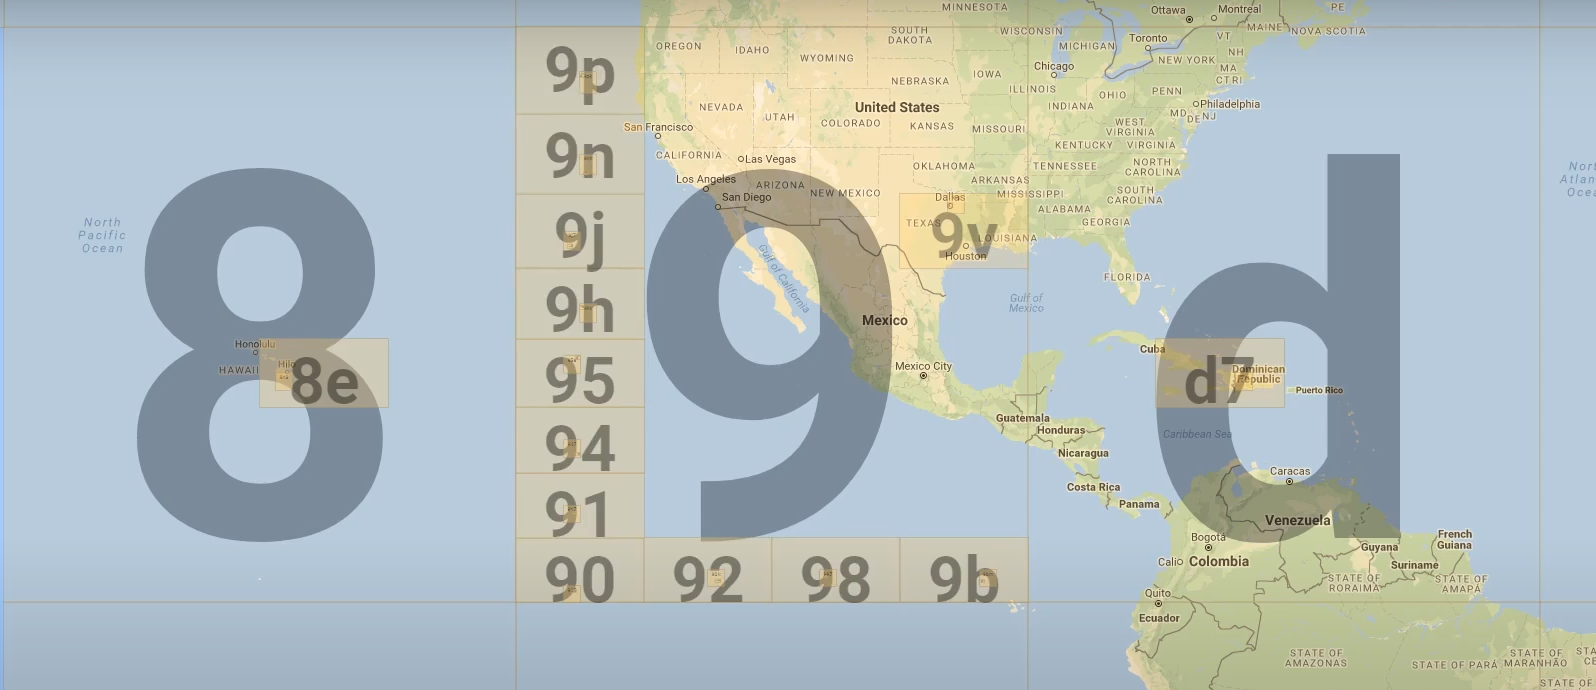 MINNESOTA
Ottawa
Montreal
PE
MAINE
NOVA SCOTIA
WISCONSIN
SOUTH
DAKOTA
VT
OREGON
IDAHO
MICHIGAN
Toronto
NH
WYOMING
NEW YORK
MA
CT RI
Chicago
NEBRASKA
IOWA
ILLINOIS
OHIO
PENN
INDIANA
NEVADA
United States
Philadelphia
MD
DE
NJ
UTAH
COLORADO
KANSAS
MISSOURI
WEST
VIRGINIA
San Francisco
KENTUCKY
VIRGINIA
CALIFORNIA
Las Vegas
OKLAHOMA
TENNESSEE
NORTH
CAROLINA
Los Angeles
ARIZONA
NEW MEXICO
ARKANSAS
MISSISSIPPI
San Diego
Dallas
SOUTH
CAROLINA
ALABAMA
TEXAS
GEORGIA
LOUISIANA
Houston
FLORIDA
North
Pacific
Ocean
Gulf of California
Gulf of
Mexico
Mexico
Mexico City
Honolulu
HAWAII
Hilo
Cuba
Dominican
Republic
Puerto Rico
Guatemala
Honduras
Caribbean Sea
Nicaragua
Costa Rica
Panama
Caracas
Venezuela
Bogotá
Guyana
French
Guiana
Suriname
Cali
Colombia
STATE OF
RORAIMA
STATE OF
AMAPÁ
Quito
Ecuador
STATE OF
AMAZONAS
STATE OF PARÁ
STATE OF
MARANHÃO
8
9
d
9p
9n
9j
9h
95
94
91
90
92
98
9b
9v
8e
d7